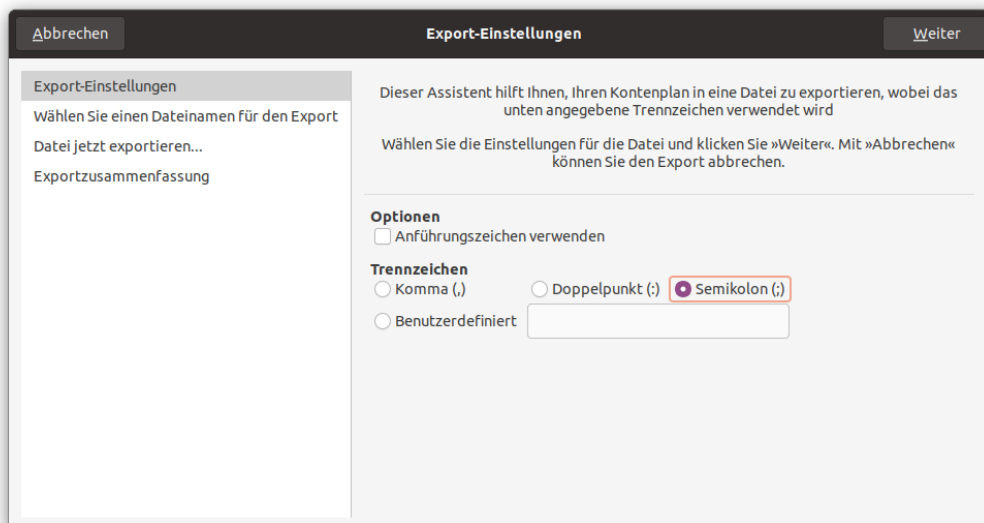 Abbrechen
Export-Einstellungen
Weiter
Export-Einstellungen
Wählen Sie einen Dateinamen für den Export
Datei jetzt exportieren...
Exportzusammenfassung
Dieser Assistent hilft Ihnen, Ihren Kontenplan in eine Datei zu exportieren, wobei das
unten angegebene Trennzeichen verwendet wird
Wählen Sie die Einstellungen für die Datei und klicken Sie »Weiter«. Mit »Abbrechen«
können Sie den Export abbrechen.
Optionen
Anführungszeichen verwenden
Trennzeichen
Komma (,)
Doppelpunkt (:)
Semikolon (;)
Benutzerdefiniert